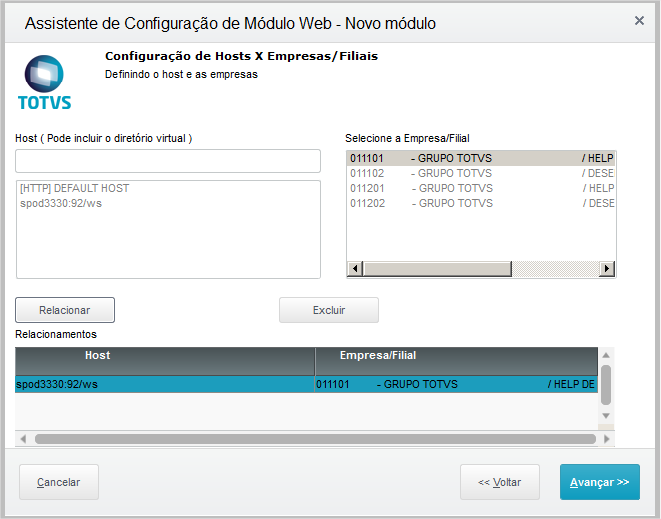 Assistente de Configuração de Módulo Web - Novo módulo
Configuração de Hosts X Empresas/Filiais
Definindo o host e as empresas
TOTVS
Host ( Pode incluir o diretório virtual )
Selecione a Empresa/Filial
[HTTP] DEFAULT HOST
spod3330:92/ws
011101 - GRUPO TOTVS / HELP
011102 - GRUPO TOTVS / DESE
011201 - GRUPO TOTVS / HELP
011202 - GRUPO TOTVS / DESE
Relacionar
Excluir
Relacionamentos
Host Empresa/Filial
spod3330:92/ws 011101 - GRUPO TOTVS / HELP DE
Cancelar
<< Voltar
Avançar >>